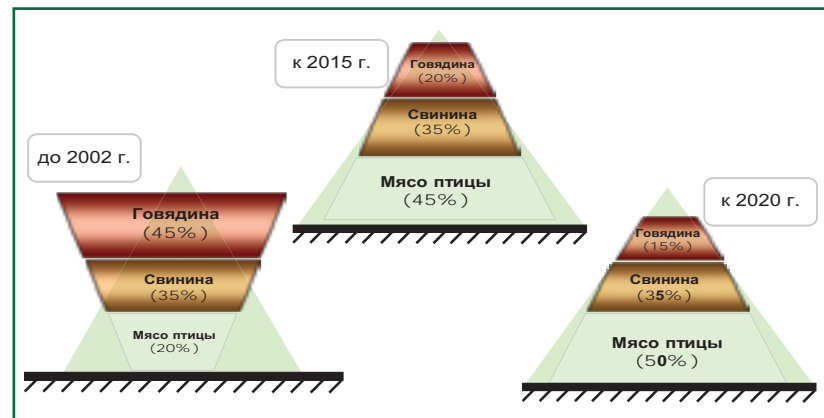 до 2002 г.
Говядина
(45%)
Свинина
(35%)
Мясо птицы
(20%)
к 2015 г.
Говядина
(20%)
Свинина
(35%)
Мясо птицы
(45%)
к 2020 г.
Говядина
(15%)
Свинина
(35%)
Мясо птицы
(50%)